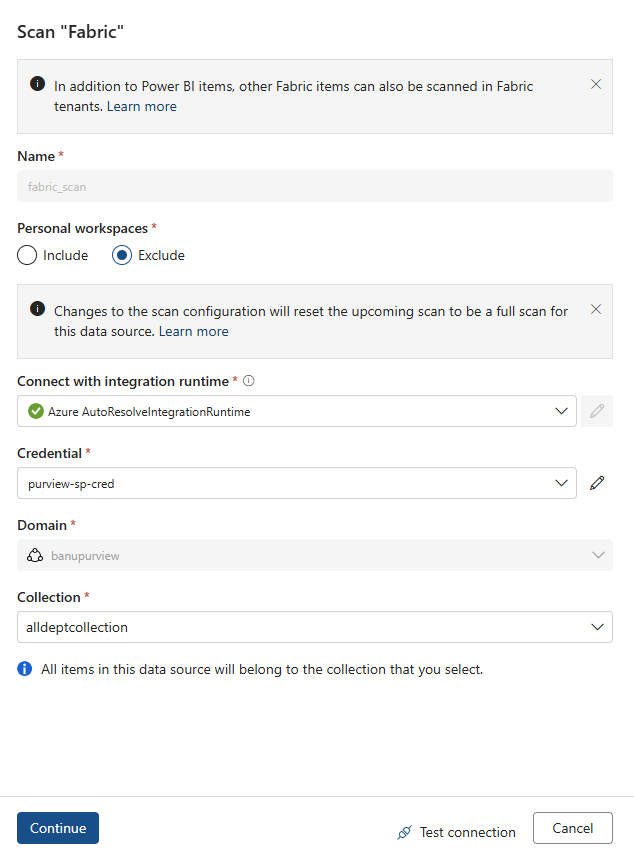 Scan "Fabric"
In addition to Power BI items, other Fabric items can also be scanned in Fabric
tenants. Learn more
Name *
fabric_scan
Personal workspaces *
Include Exclude
Changes to the scan configuration will reset the upcoming scan to be a full scan for
this data source. Learn more
Connect with integration runtime *
Azure AutoResolveIntegrationRuntime
Credential *
purview-sp-cred
Domain *
banupurview
Collection *
alldeptcollection
All items in this data source will belong to the collection that you select.
Continue Test connection Cancel